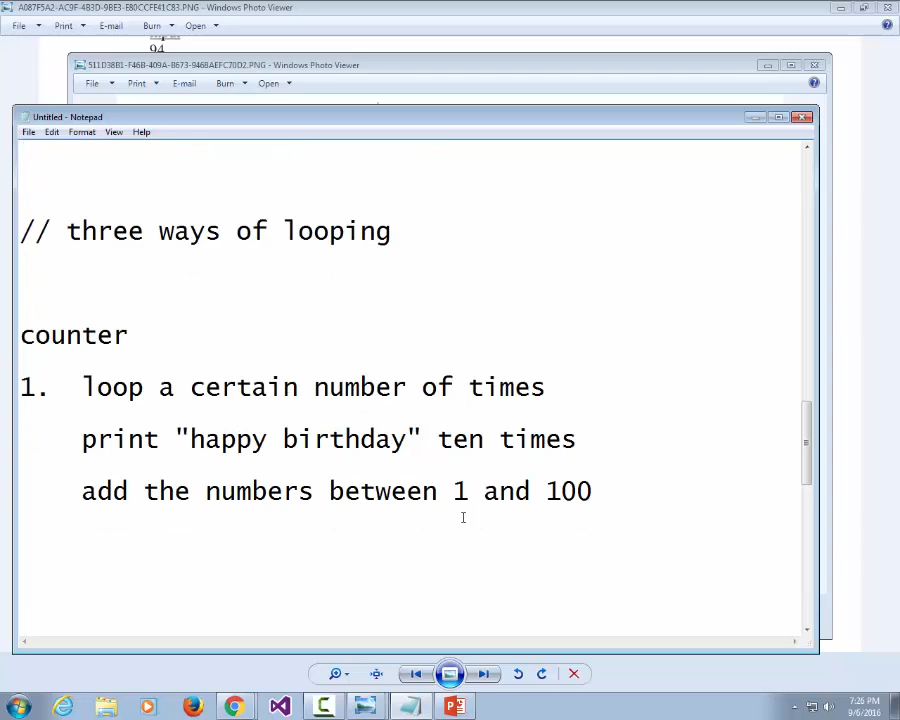 A087F5A2-AC9F-4B3D-9BE3-E80CCFE41C83.PNG - Windows Photo Viewer
File Print E-mail Burn Open
94
511D38B1-F46B-409A-B673-9468AEFC70D2.PNG - Windows Photo Viewer
File Print E-mail Burn Open
Untitled - Notepad
File Edit Format View Help
// three ways of looping
counter
1. loop a certain number of times
print "happy birthday" ten times
add the numbers between 1 and 100
7:25 PM
9/6/2016